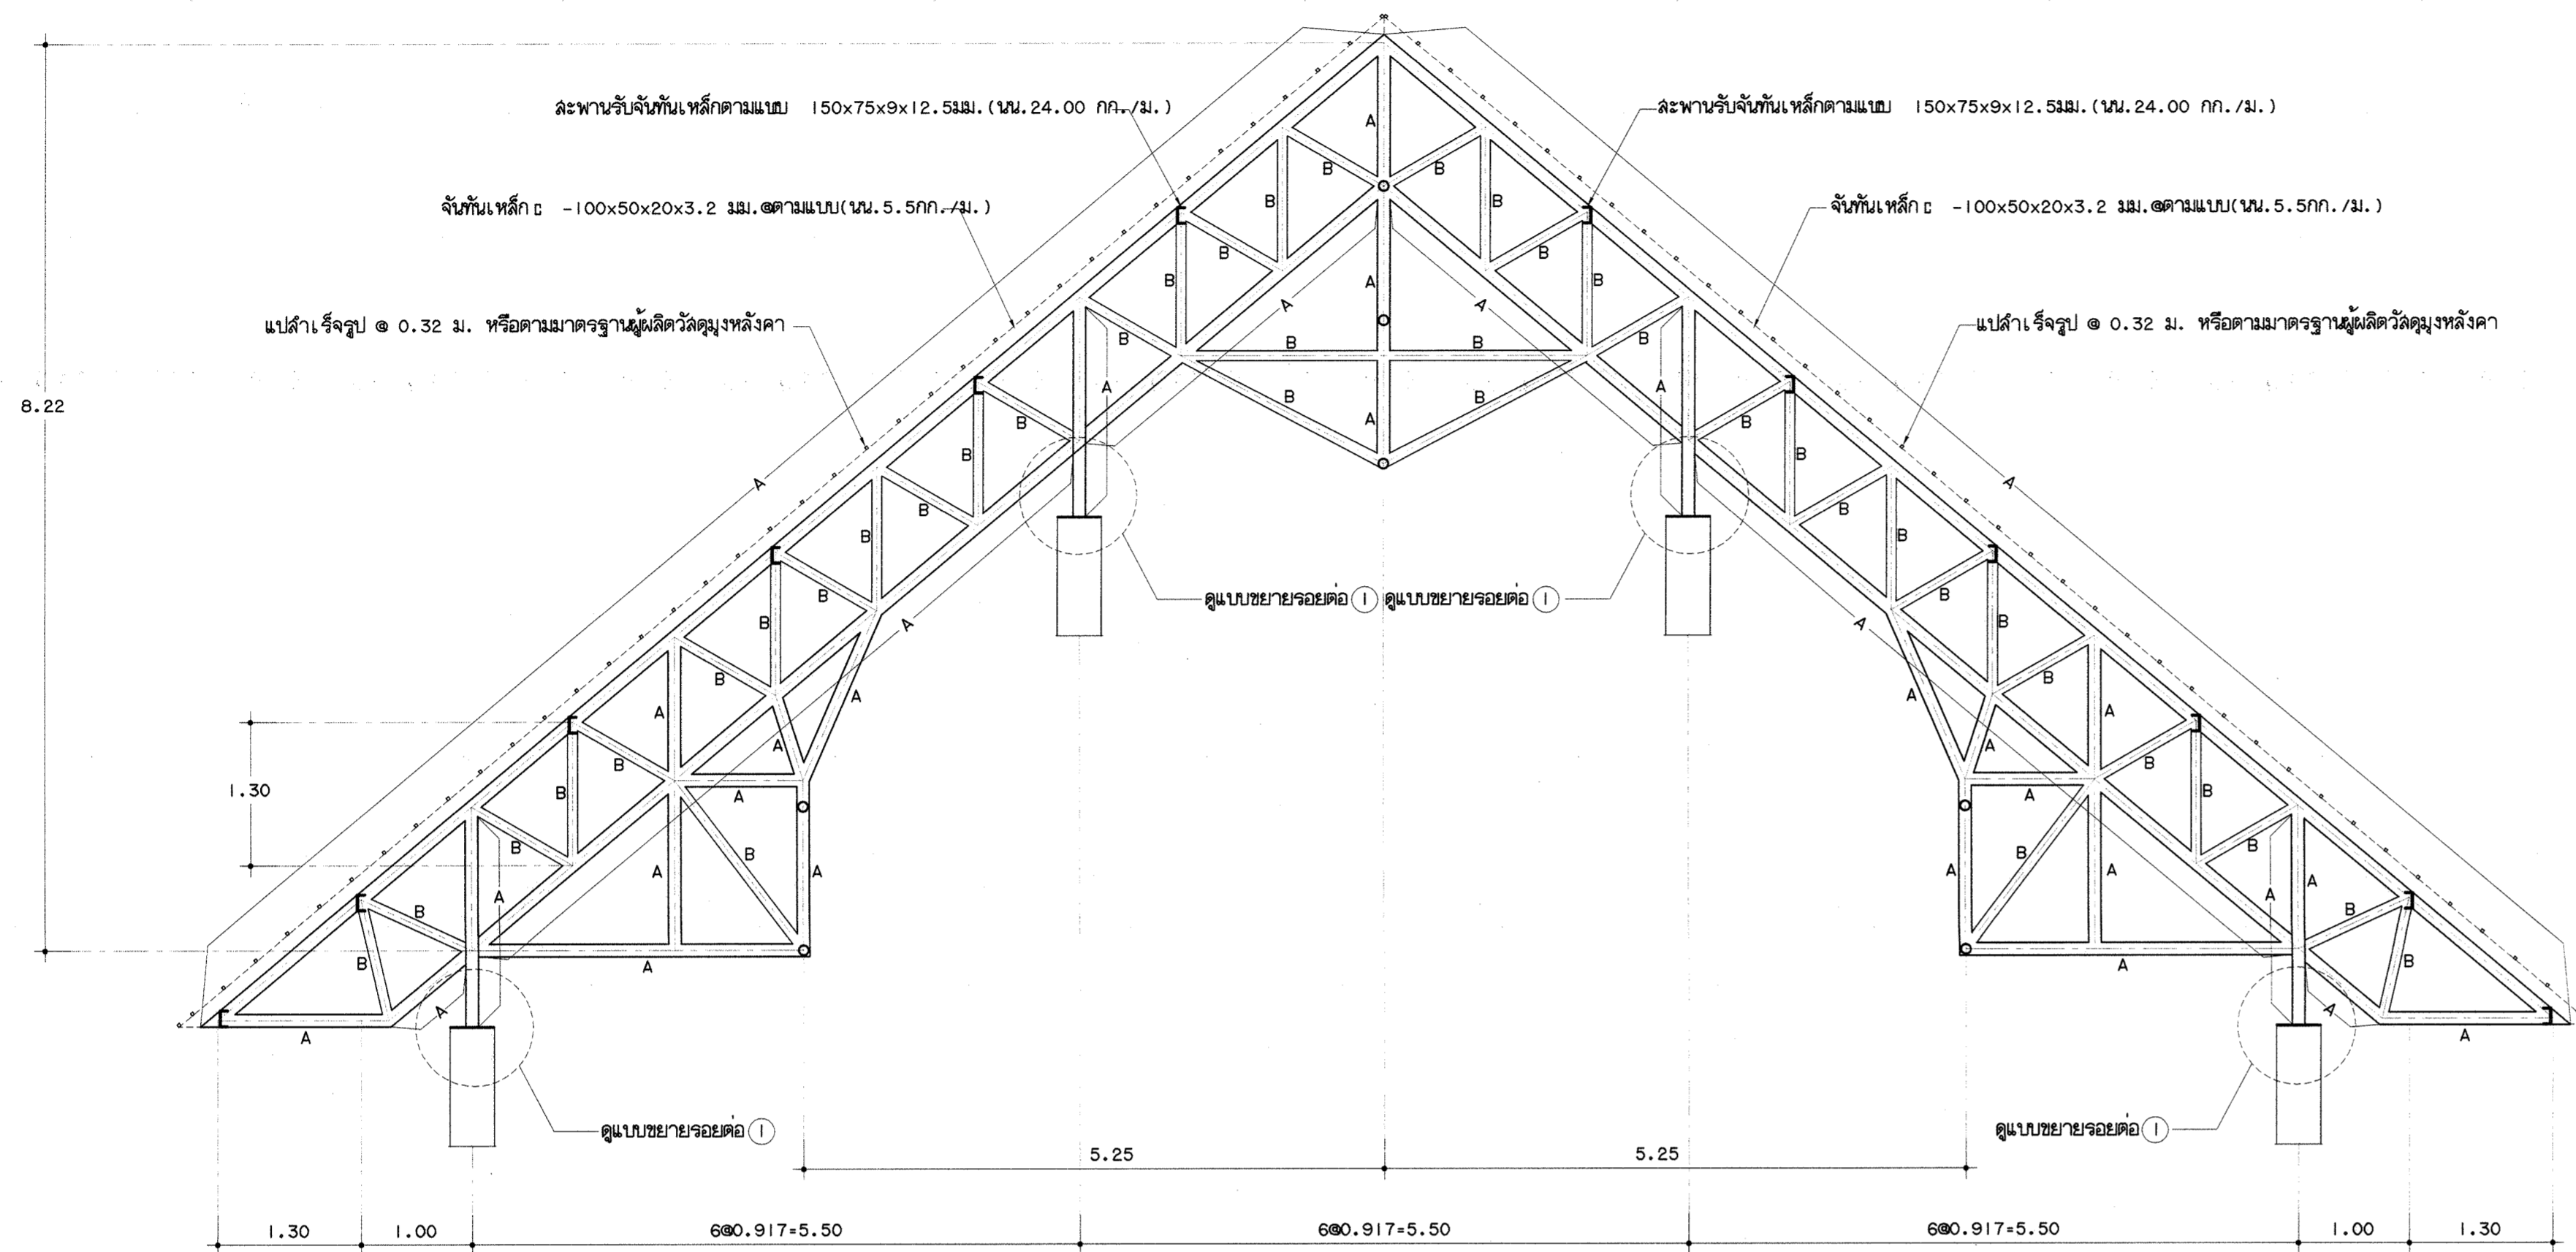 สะพานรับจันทันเหล็กตามแบบ 150x75x9x12.5มม.(นน.24.00 กก./ม.)
สะพานรับจันทันเหล็กตามแบบ 150x75x9x12.5มม.(นน.24.00 กก./ม.)
A
B
B
จันทันเหล็ก [ -100x50x20x3.2 มม.@ตามแบบ(นน.5.5กก./ม.)
B
B
จันทันเหล็ก [ -100x50x20x3.2 มม.@ตามแบบ(นน.5.5กก./ม.)
B
B
B
A
B
A
A
แปสำเร็จรูป @ 0.32 ม. หรือตามมาตรฐานผู้ผลิตวัสดุมุงหลังคา
แปสำเร็จรูป @ 0.32 ม. หรือตามมาตรฐานผู้ผลิตวัสดุมุงหลังคา
B
B
B
B
A
A
8.22
B
B
A
B
B
B
B
A
A
B
B
B
B
ดูแบบขยายรอยต่อ 1
ดูแบบขยายรอยต่อ 1
B
B
B
B
A
A
B
B
A
A
A
A
A
A
B
B
1.30
B
B
A
A
B
B
B
B
A
A
A
A
A
A
A
B
B
B
B
A
A
A
A
A
A
ดูแบบขยายรอยต่อ 1
ดูแบบขยายรอยต่อ 1
5.25
5.25
1.30
1.00
6@0.917=5.50
6@0.917=5.50
6@0.917=5.50
1.00
1.30